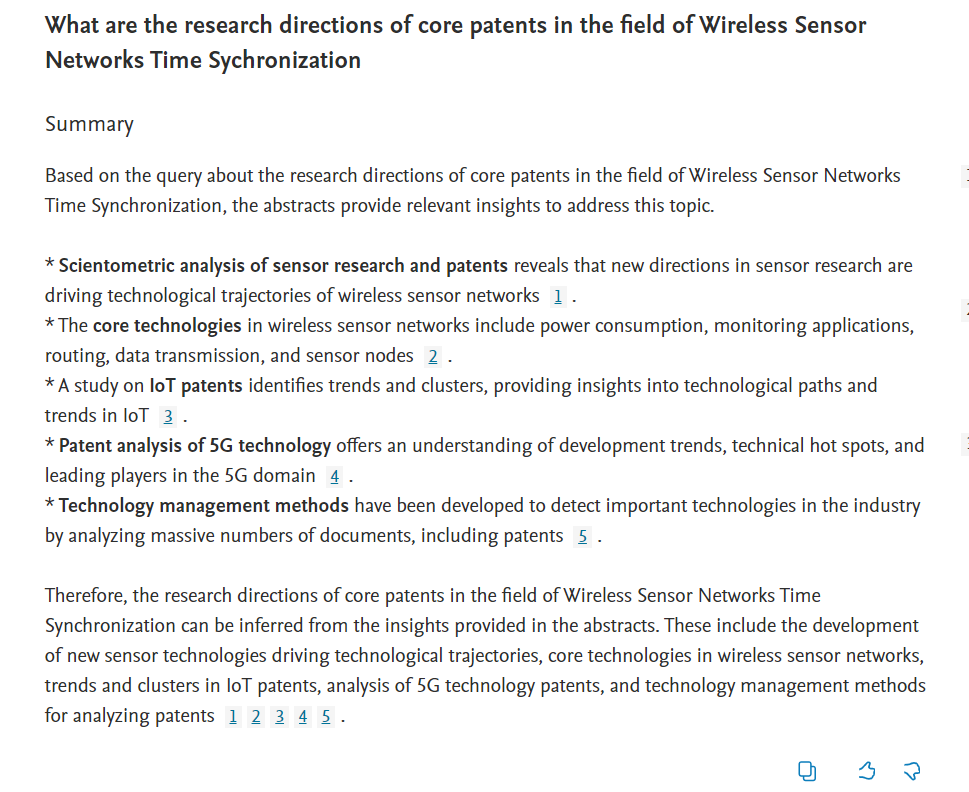 What are the research directions of core patents in the field of Wireless Sensor
Networks Time Sychronization
Summary
Based on the query about the research directions of core patents in the field of Wireless Sensor Networks
Time Synchronization, the abstracts provide relevant insights to address this topic.
* Scientometric analysis of sensor research and patents reveals that new directions in sensor research are
driving technological trajectories of wireless sensor networks 1 .
* The core technologies in wireless sensor networks include power consumption, monitoring applications,
routing, data transmission, and sensor nodes 2 .
* A study on IoT patents identifies trends and clusters, providing insights into technological paths and
trends in IoT 3 .
* Patent analysis of 5G technology offers an understanding of development trends, technical hot spots, and
leading players in the 5G domain 4 .
* Technology management methods have been developed to detect important technologies in the industry
by analyzing massive numbers of documents, including patents 5 .
Therefore, the research directions of core patents in the field of Wireless Sensor Networks Time
Synchronization can be inferred from the insights provided in the abstracts. These include the development
of new sensor technologies driving technological trajectories, core technologies in wireless sensor networks,
trends and clusters in IoT patents, analysis of 5G technology patents, and technology management methods
for analyzing patents 1 2 3 4 5 .